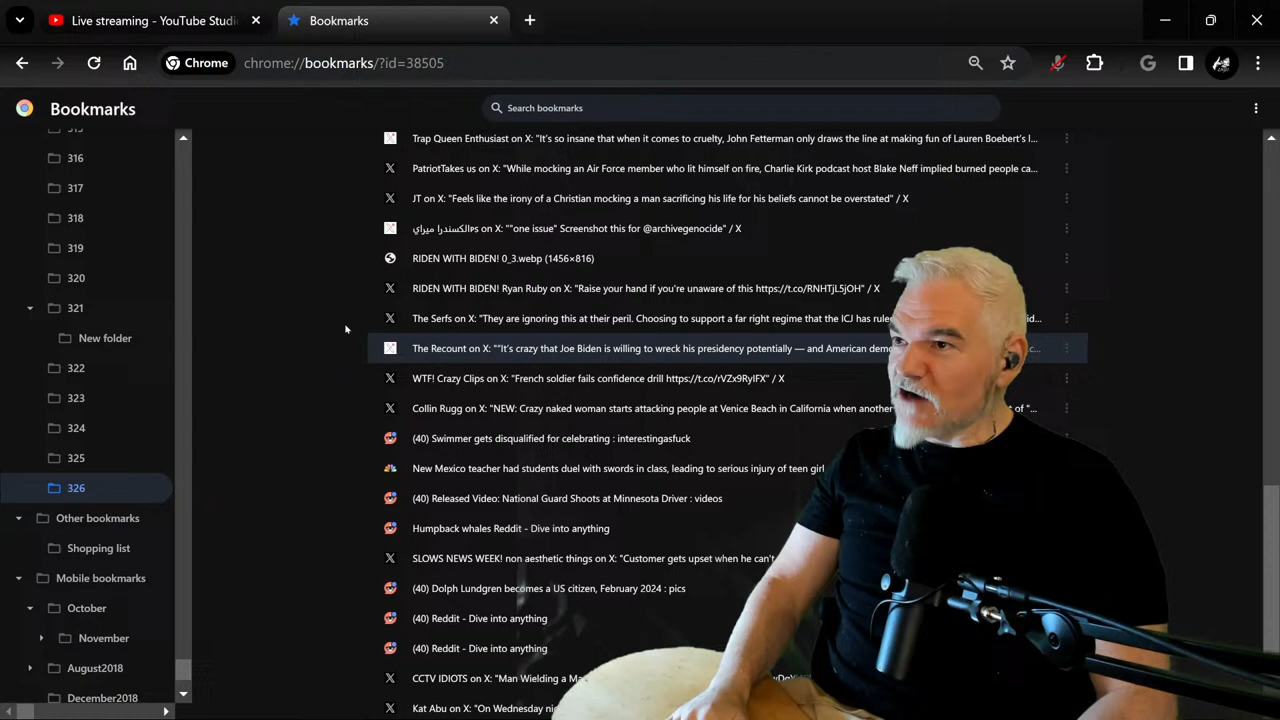 Live streaming - YouTube Studi
Bookmarks
Chrome
chrome://bookmarks/?id=38505
Bookmarks
Search bookmarks
315
316
317
318
319
320
321
New folder
322
323
324
325
326
Other bookmarks
Shopping list
Mobile bookmarks
October
November
August2018
December2018
Trap Queen Enthusiast on X: "It's so insane that when it comes to cruelty, John Fetterman only draws the line at making fun of Lauren Boebert's l...
PatriotTakes us on X: "While mocking an Air Force member who lit himself on fire, Charlie Kirk podcast host Blake Neff implied burned people ca...
JT on X: "Feels like the irony of a Christian mocking a man sacrificing his life for his beliefs cannot be overstated" / X
الكسندرا ميراي on X: ""one issue" Screenshot this for @archivegenocide" / X
RIDEN WITH BIDEN! 0_3.webp (1456×816)
RIDEN WITH BIDEN! Ryan Ruby on X: "Raise your hand if you're unaware of this https://t.co/RNHTjL5jOH" / X
The Serfs on X: "They are ignoring this at their peril. Choosing to support a far right regime that the ICJ has rule
The Recount on X: ""It's crazy that Joe Biden is willing to wreck his presidency potentially — and American dem
WTF! Crazy Clips on X: "French soldier fails confidence drill https://t.co/rVZx9RyIFX" / X
Collin Rugg on X: "NEW: Crazy naked woman starts attacking people at Venice Beach in California when another of "...
(40) Swimmer gets disqualified for celebrating : interestingasfuck
New Mexico teacher had students duel with swords in class, leading to serious injury of teen girl
(40) Released Video: National Guard Shoots at Minnesota Driver : videos
Humpback whales Reddit - Dive into anything
SLOWS NEWS WEEK! non aesthetic things on X: "Customer gets upset when he can't
(40) Dolph Lundgren becomes a US citizen, February 2024 : pics
(40) Reddit - Dive into anything
(40) Reddit - Dive into anything
CCTV IDIOTS on X: "Man Wielding a Ma
Kat Abu on X: "On Wednesday nig